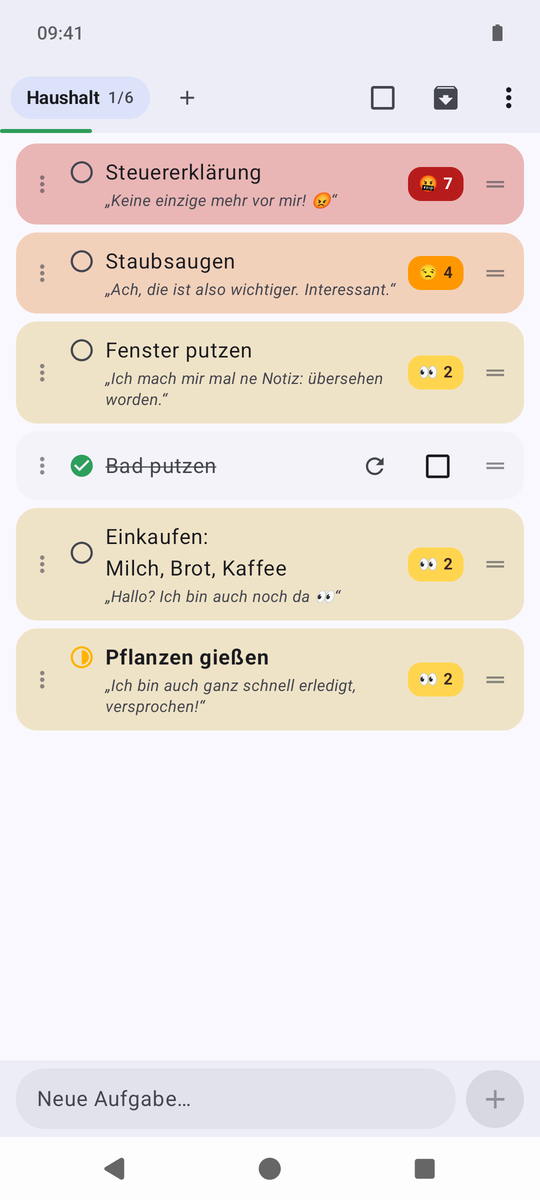 09:41
Haushalt 1/6
Steuererklärung
„Keine einzige mehr vor mir! 😡“
🤬 7
Staubsaugen
„Ach, die ist also wichtiger. Interessant.“
😒 4
Fenster putzen
„Ich mach mir mal ne Notiz: übersehen
worden.“
👀 2
Bad putzen
Einkaufen:
Milch, Brot, Kaffee
„Hallo? Ich bin auch noch da 👀“
👀 2
Pflanzen gießen
„Ich bin auch ganz schnell erledigt,
versprochen!“
👀 2
Neue Aufgabe…